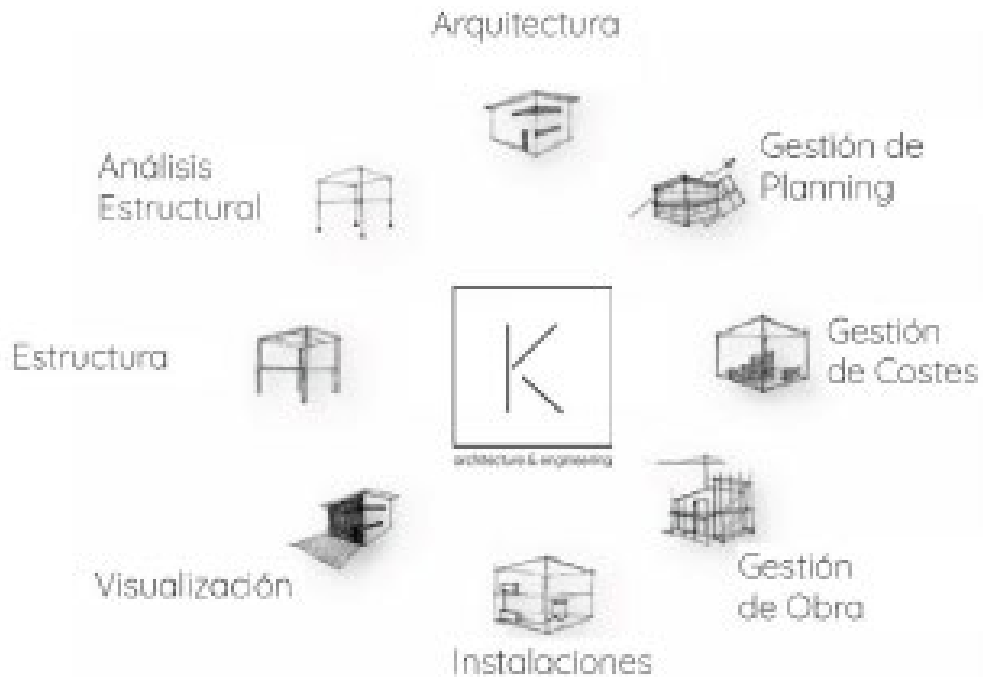 Arquitectura
Análisis
Estructural
Gestión de
Planning
Estructura
K
architecture & engineering
Gestión
de Costes
Visualización
Gestión
de Obra
Instalaciones